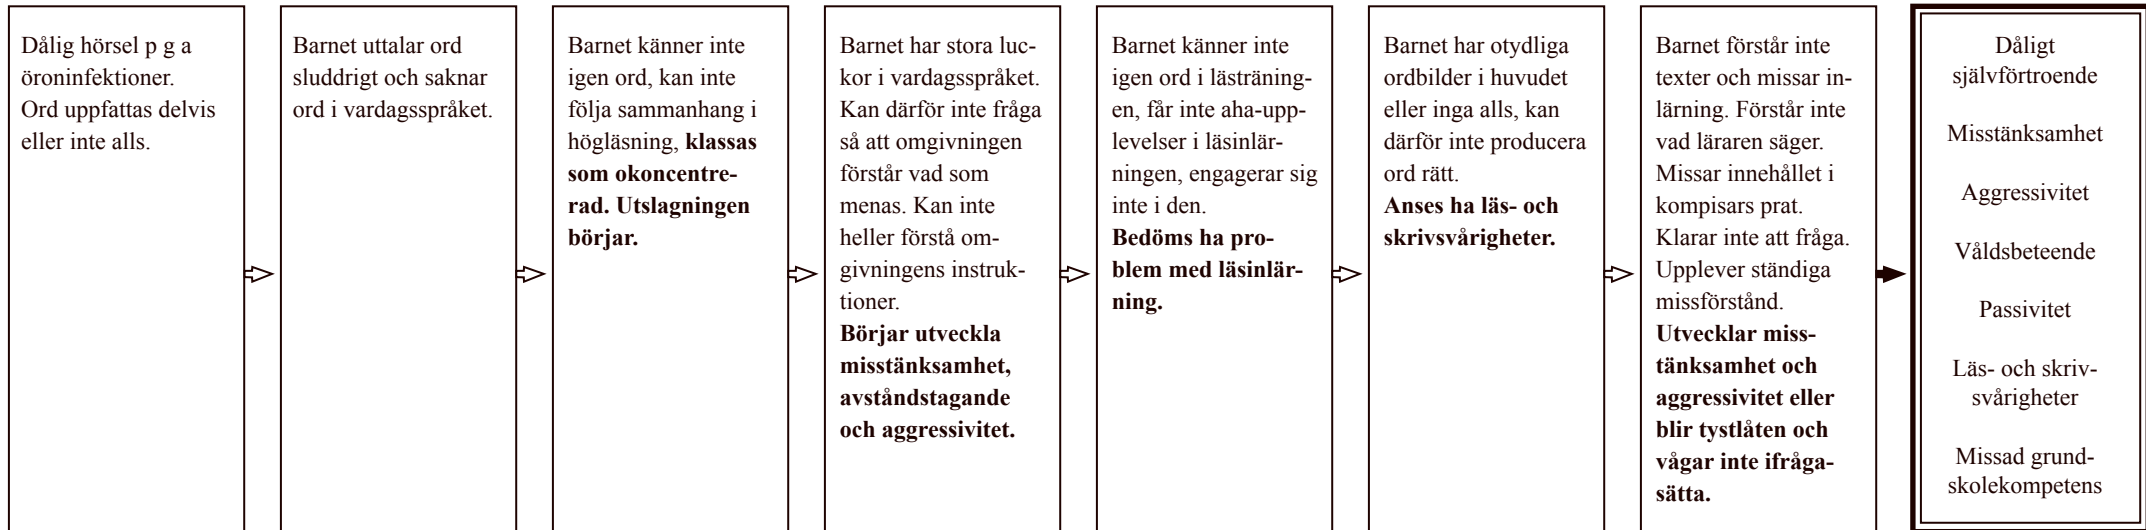 Dålig hörsel p g a
öroninfektioner.
Ord uppfattas delvis
eller inte alls.
Barnet uttalar ord
sluddrigt och saknar
ord i vardagsspråket.
Barnet känner inte
igen ord, kan inte
följa sammanhang i
högläsning, klassas
som okoncentre-
rad. Utslagningen
börjar.
Barnet har stora luc-
kor i vardagsspråket.
Kan därför inte fråga
så att omgivningen
förstår vad som
menas. Kan inte
heller förstå om-
givningens instruk-
tioner.
Börjar utveckla
misstänksamhet,
avståndstagande
och aggressivitet.
Barnet känner inte
igen ord i lästräning-
en, får inte aha-upp-
levelser i läsinlär-
ningen, engagerar sig
inte i den.
Bedöms ha pro-
blem med läsinlär-
ning.
Barnet har otydliga
ordbilder i huvudet
eller inga alls, kan
därför inte producera
ord rätt.
Anses ha läs- och
skrivsvårigheter.
Barnet förstår inte
texter och missar in-
lärning. Förstår inte
vad läraren säger.
Missar innehållet i
kompisars prat.
Klarar inte att fråga.
Upplever ständiga
missförstånd.
Utvecklar miss-
tänksamhet och
aggressivitet eller
blir tystlåten och
vågar inte ifråga-
sätta.
Dåligt
självförtroende
Misstänksamhet
Aggressivitet
Våldsbeteende
Passivitet
Läs- och skriv-
svårigheter
Missad grund-
skolekompetens